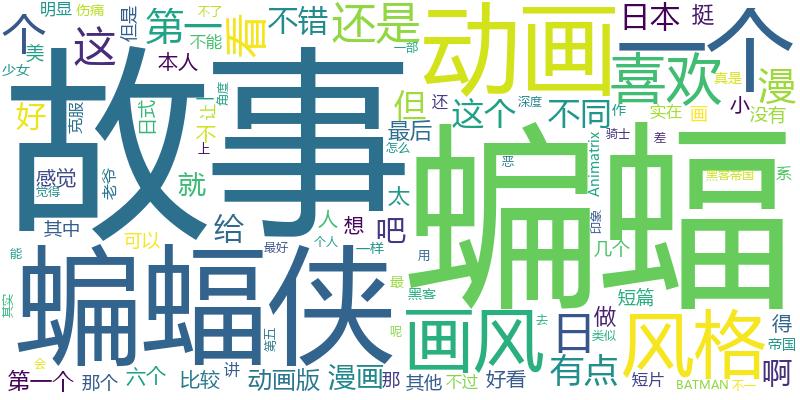 明显 伤痛 但是 第一 看 还是 动画 一个 日本 挺
个 这 不错 不了 不能 一部 喜欢 漫
美 少女 本人 角度
故事 蝙蝠
好 克服 日式 不 让 上 但 最后 怎么 还 这个 深度 不同 作 实在 画 没有 小 真是
感觉 觉得 老爷 就 太 恶 骑士 差 Animatrix 黑客帝国 系
其中 给 人 想 吧 印象 几个
可以 个人 一样 最好 用
能 其实 蝙蝠侠 最 黑客 短篇
第五 呢 画风 去 日 做 类似 风格 得 帝国
第一个 那个 六个 会 比较 讲 动画版 漫画 那 其他 不过 好看 有点 短片 BATMAN 不一 啊